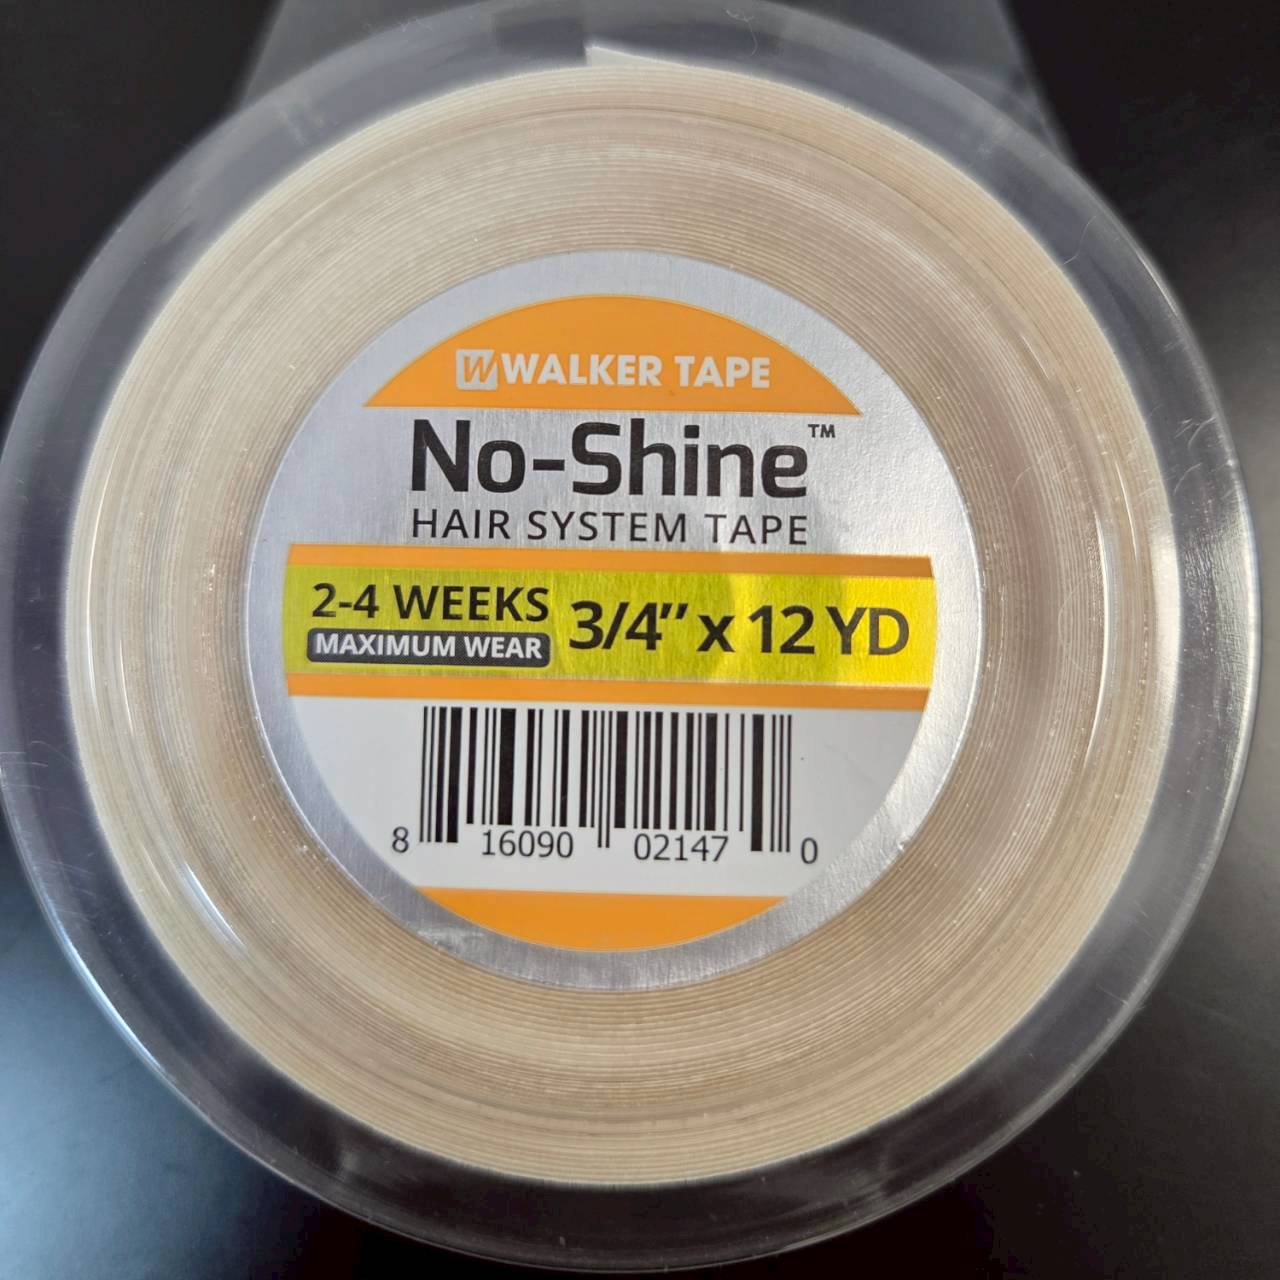 W WALKER TAPE
No-Shine™
HAIR SYSTEM TAPE
2-4 WEEKS
MAXIMUM WEAR
3/4” x 12 YD
8 16090 02147 0